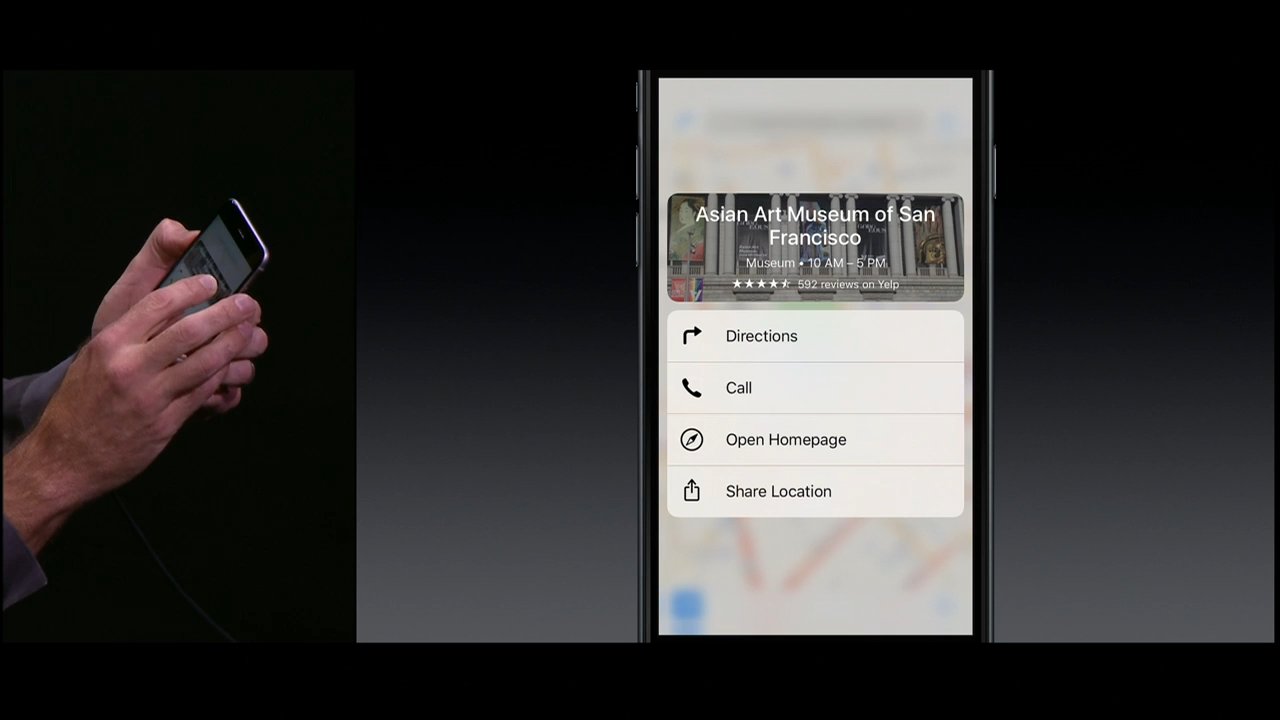 Asian Art Museum of San
Francisco
Museum • 10 AM – 5 PM
★★★★⯨ 592 reviews on Yelp
Directions
Call
Open Homepage
Share Location